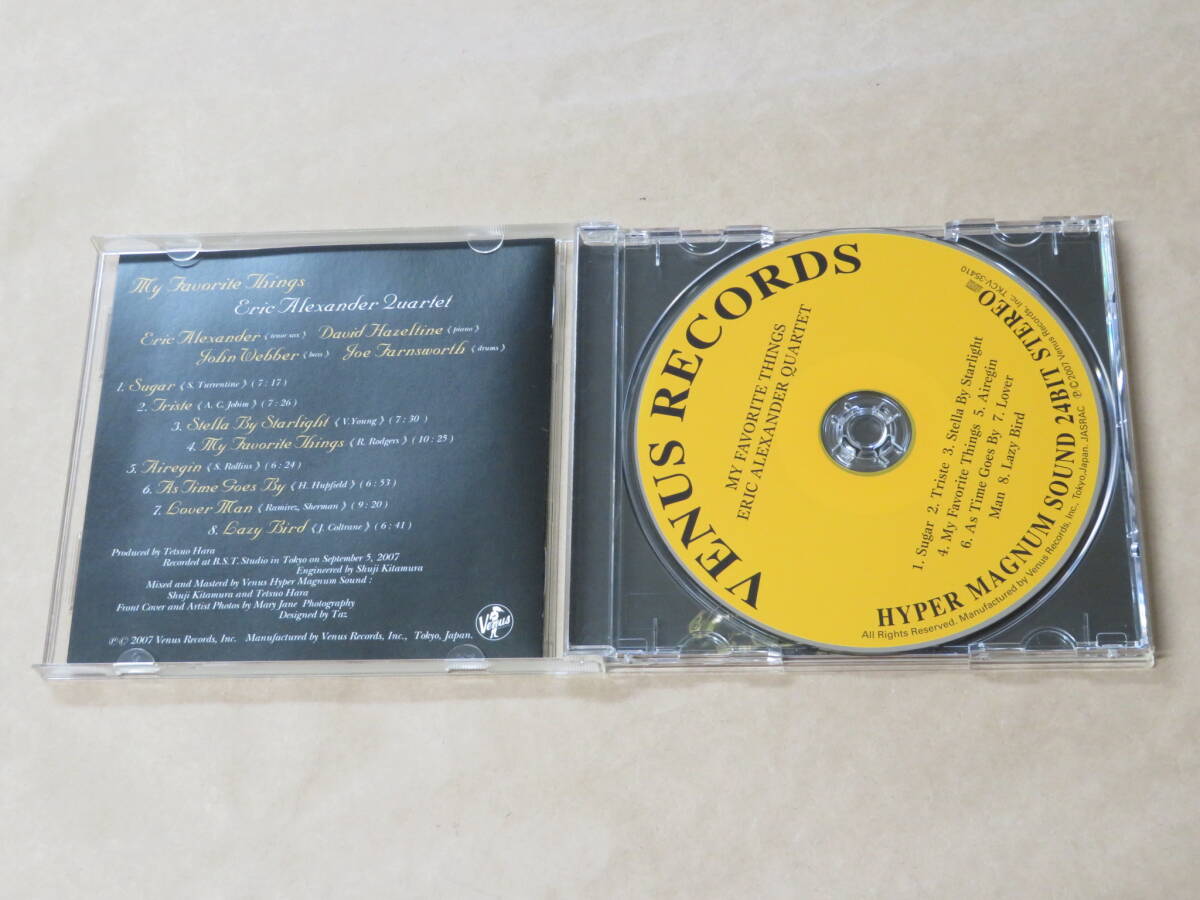 My Favorite Things
Eric Alexander Quartet
Eric Alexander《tenor sax》 David Hazeltine《piano》
John Webber《bass》 Joe Farnsworth《drums》
1. Sugar《S. Turrentine》(7:17)
2. Triste《A. C. Jobim》(7:26)
3. Stella By Starlight《V.Young》(7:30)
4. My Favorite Things《R. Rodgers》(10:25)
5. Airegin《S. Rollins》(6:24)
6. As Time Goes By《H. Hupfield》(6:53)
7. Lover Man《Ramirez, Sherman》(9:20)
8. Lazy Bird《J. Coltrane》(6:41)
Produced by Tetsuo Hara
Recorded at B.S.T. Studio in Tokyo on September 5, 2007
Engineered by Shuji Kitamura
Mixed and Masterd by Venus Hyper Magnum Sound :
Shuji Kitamura and Tetsuo Hara
Front Cover and Artist Photos by Mary Jane Photography
Designed by Taz
℗© 2007 Venus Records, Inc. Manufactured by Venus Records, Inc., Tokyo, Japan.
Venus
VENUS RECORDS
MY FAVORITE THINGS
ERIC ALEXANDER QUARTET
1. Sugar 2. Triste 3. Stella By Starlight
4. My Favorite Things 5. Airegin
6. As Time Goes By 7. Lover
Man 8. Lazy Bird
HYPER MAGNUM SOUND 24BIT STEREO
All Rights Reserved. Manufactured by Venus Records, Inc., Tokyo, Japan. JASRAC ℗© 2007 Venus Records, Inc. TKCV-35410